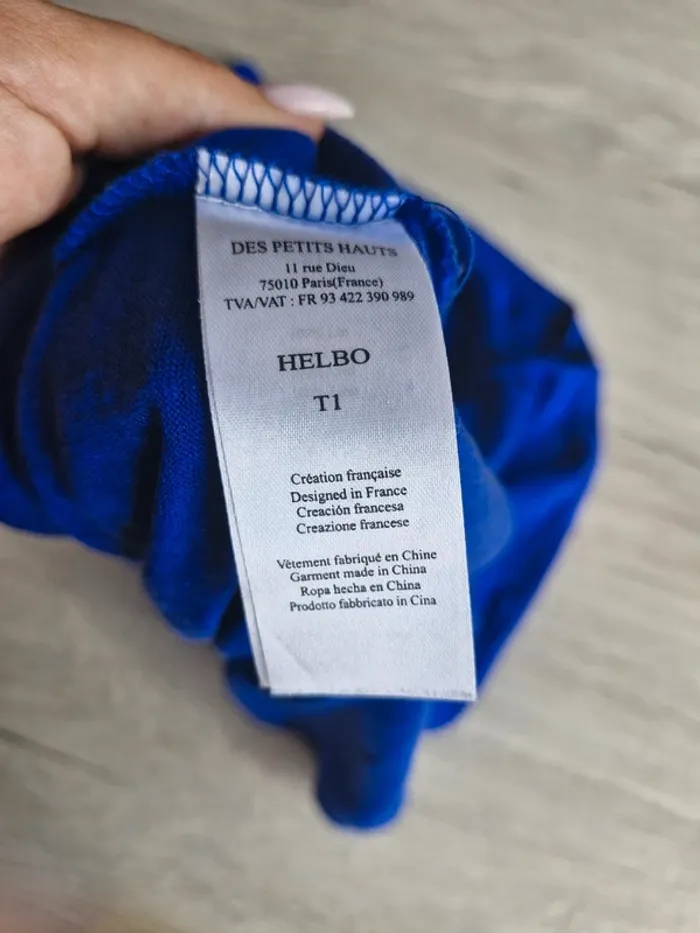 DES PETITS HAUTS
11 rue Dieu
75010 Paris(France)
TVA/VAT : FR 93 422 390 989
HELBO
T1
Création française
Designed in France
Creación francesa
Creazione francese
Vêtement fabriqué en Chine
Garment made in China
Ropa hecha en China
Prodotto fabbricato in Cina